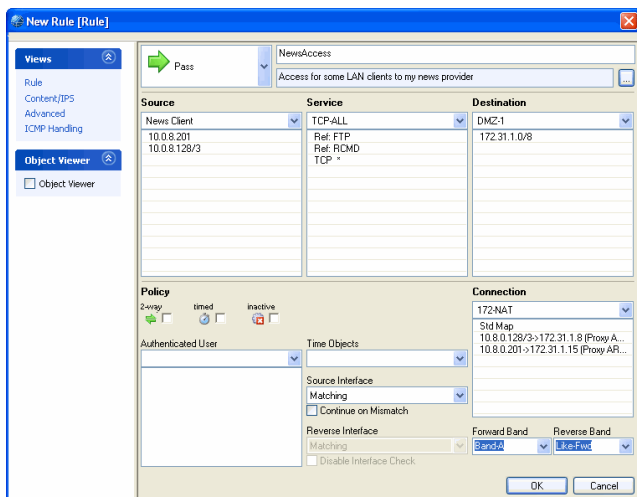 New Rule [Rule]
Views
Rule
Content/IPS
Advanced
ICMP Handling
Object Viewer
Object Viewer
Pass
NewsAccess
Access for some LAN clients to my news provider
...
Source
Service
Destination
News Client
TCP-ALL
DMZ-1
10.0.8.201
Ref: FTP
172.31.1.0/8
10.0.8.128/3
Ref: RCMD
TCP *
Policy
Connection
2-way
timed
inactive
172-NAT
Std Map
10.8.0.128/3->172.31.1.8 (Proxy A...
10.8.0.201->172.31.1.15 (Proxy AR...
Authenticated User
Time Objects
Source Interface
Matching
Continue on Mismatch
Reverse Interface
Matching
Disable Interface Check
Forward Band
Reverse Band
Band-A
Like-Fwd
OK
Cancel